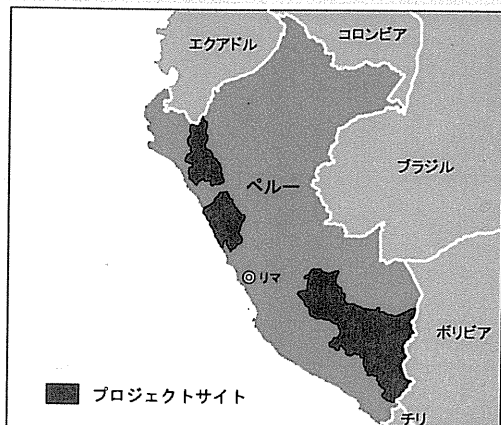 エクアドル
コロンビア
ブラジル
ペルー
リマ
ボリビア
プロジェクトサイト
チリ